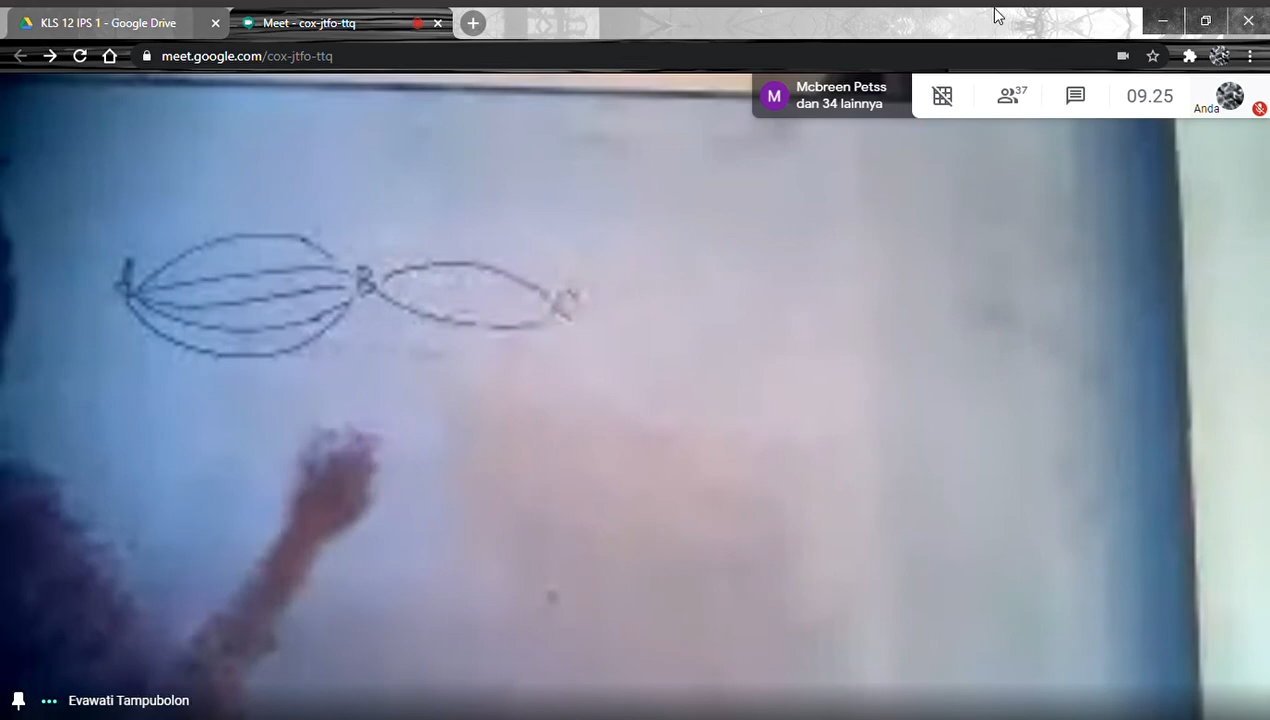 KLS 12 IPS 1 - Google Drive
Meet - cox-jtfo-ttq
meet.google.com/cox-jtfo-ttq
M
Mcbreen Petss
dan 34 lainnya
37
09.25
Anda
A
B
C
Evawati Tampubolon